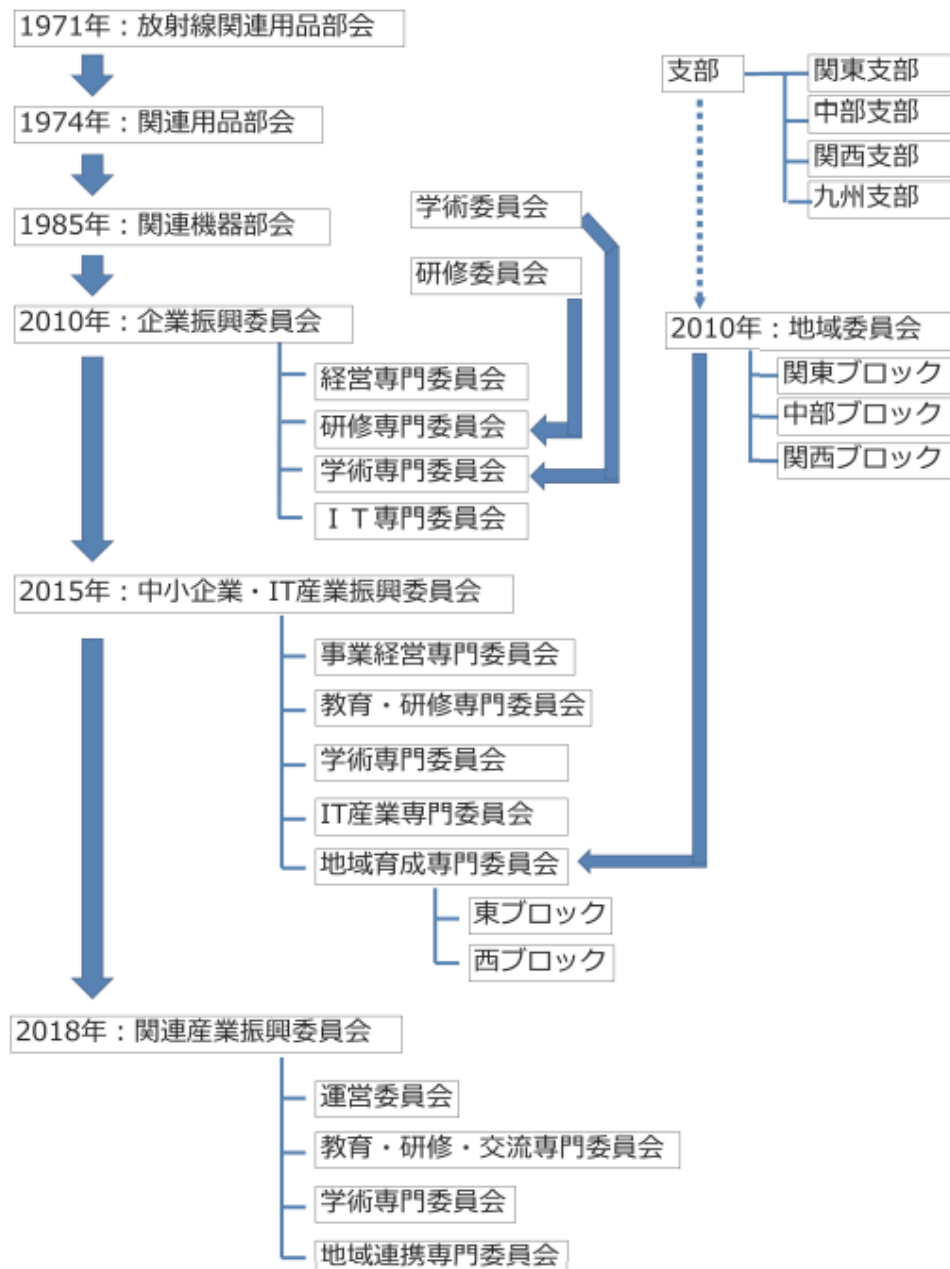 1971年：放射線関連用品部会
1974年：関連用品部会
1985年：関連機器部会
学術委員会
研修委員会
支部
関東支部
中部支部
関西支部
九州支部
2010年：企業振興委員会
経営専門委員会
研修専門委員会
学術専門委員会
ＩＴ専門委員会
2010年：地域委員会
関東ブロック
中部ブロック
関西ブロック
2015年：中小企業・IT産業振興委員会
事業経営専門委員会
教育・研修専門委員会
学術専門委員会
IT産業専門委員会
地域育成専門委員会
東ブロック
西ブロック
2018年：関連産業振興委員会
運営委員会
教育・研修・交流専門委員会
学術専門委員会
地域連携専門委員会